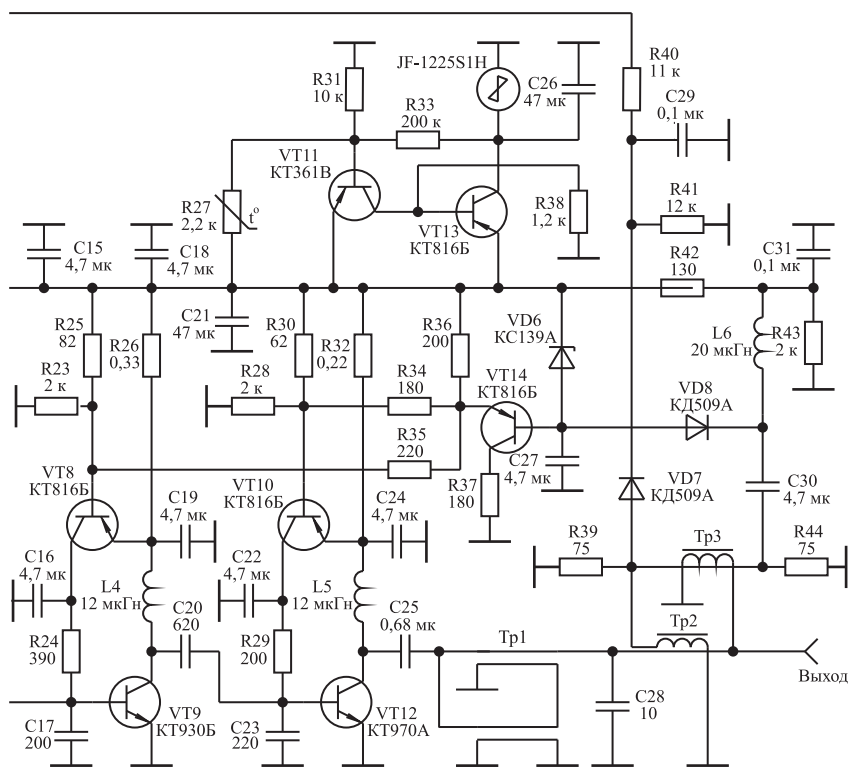 R40
11 к
JF-1225S1H
R31
10 к
C26
47 мк
R33
200 к
C29
0,1 мк
VT11
КТ361В
R27
2,2 к
t°
R38
1,2 к
R41
12 к
VT13
КТ816Б
C15
4,7 мк
C18
4,7 мк
R42
130
C31
0,1 мк
C21
47 мк
R25
82
R26
0,33
R30
62
R32
0,22
R36
200
VD6
КС139А
L6
20 мкГн
R43
2 к
R23
2 к
R28
2 к
R34
180
VT14
КТ816Б
VD8
КД509А
R35
220
C27
4,7 мк
VT8
КТ816Б
C19
4,7 мк
VT10
КТ816Б
C24
4,7 мк
R37
180
VD7
КД509А
C30
4,7 мк
C16
4,7 мк
C22
4,7 мк
R39
75
Тр3
R44
75
L4
12 мкГн
C20
620
L5
12 мкГн
C25
0,68 мк
Тр2
R24
390
R29
200
Тр1
Выход
C17
200
VT9
КТ930Б
C23
220
VT12
КТ970А
C28
10